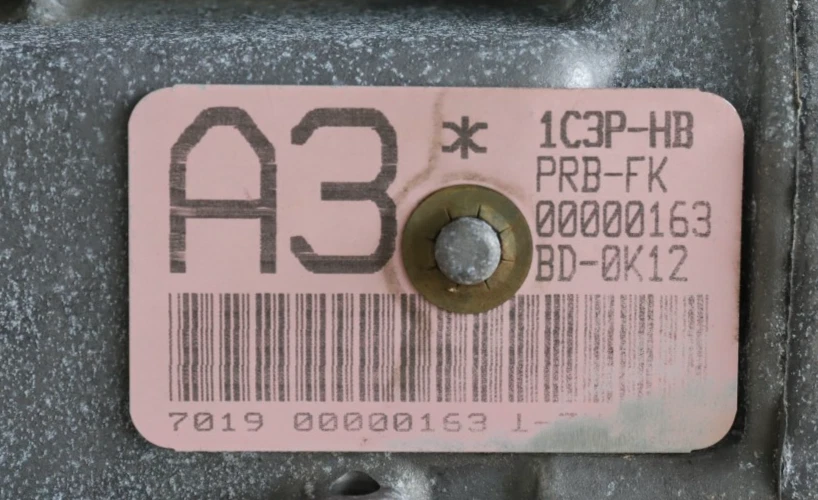 A3 * 1C3P-HB
PRB-FK
00000163
BD-0K12
7019 00000163